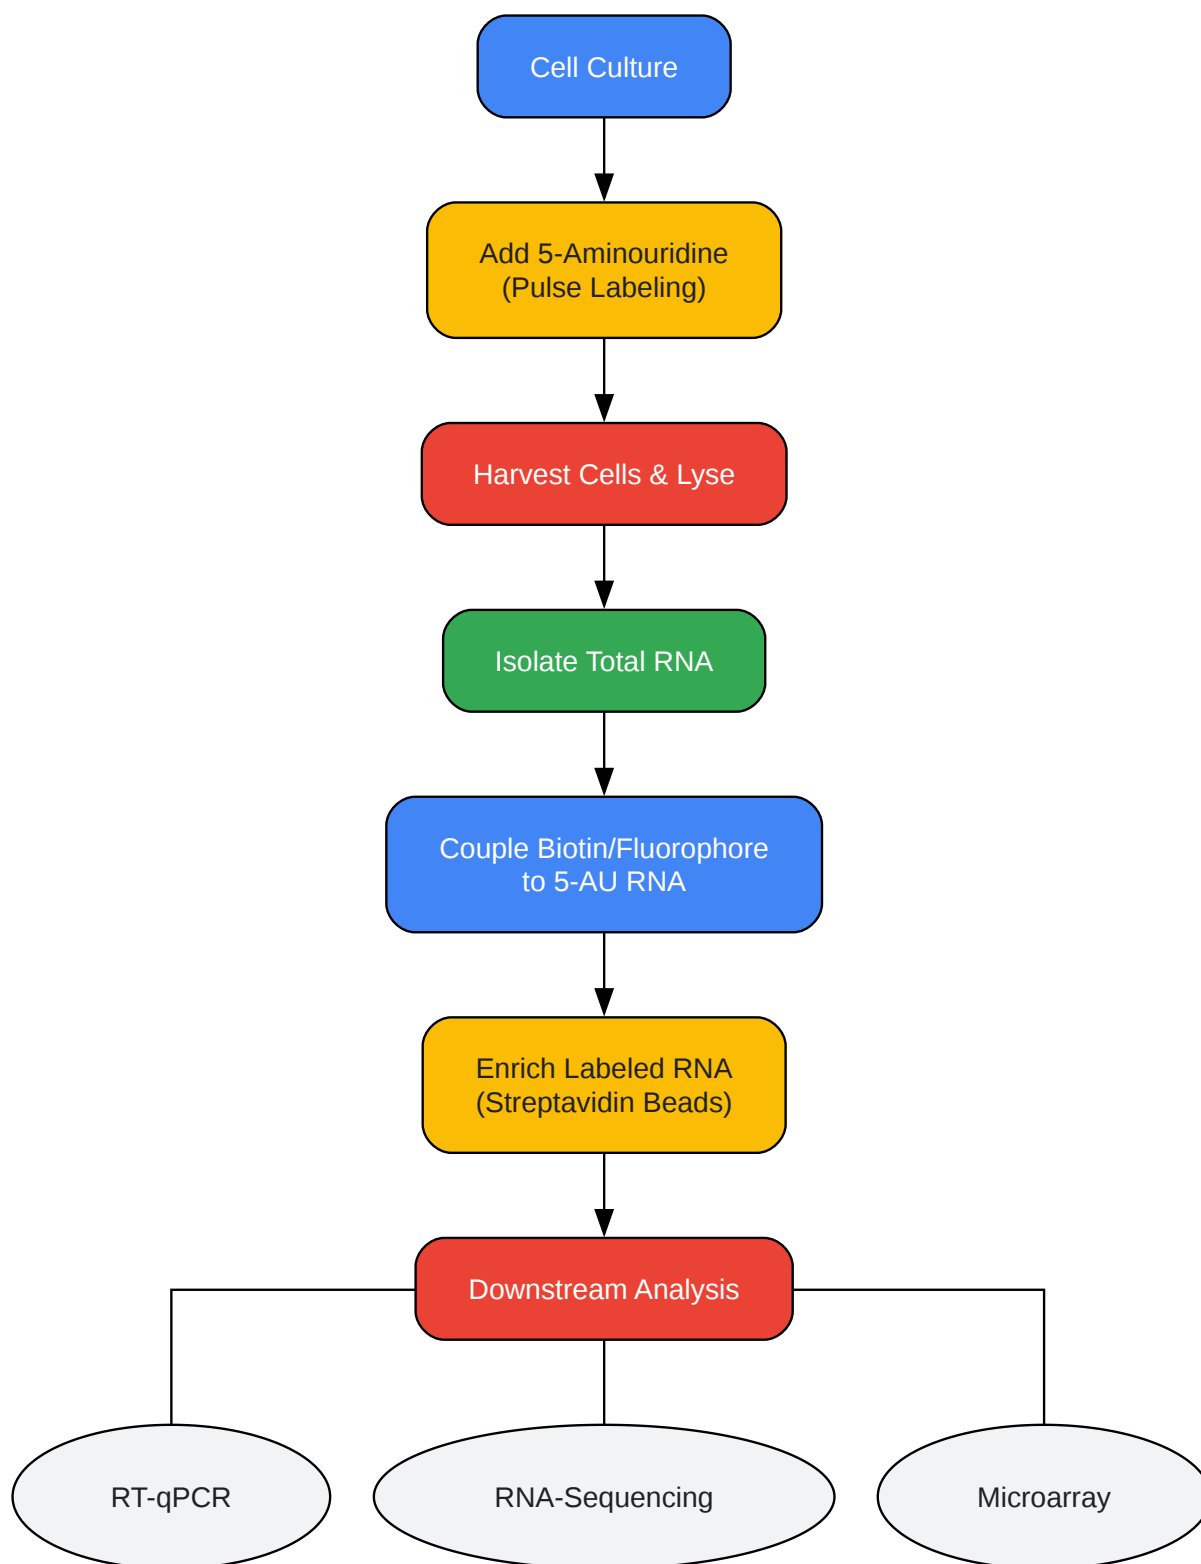 Cell Culture
Add 5-Aminouridine
(Pulse Labeling)
Harvest Cells & Lyse
Isolate Total RNA
Couple Biotin/Fluorophore
to 5-AU RNA
Enrich Labeled RNA
(Streptavidin Beads)
Downstream Analysis
RT-qPCR
RNA-Sequencing
Microarray